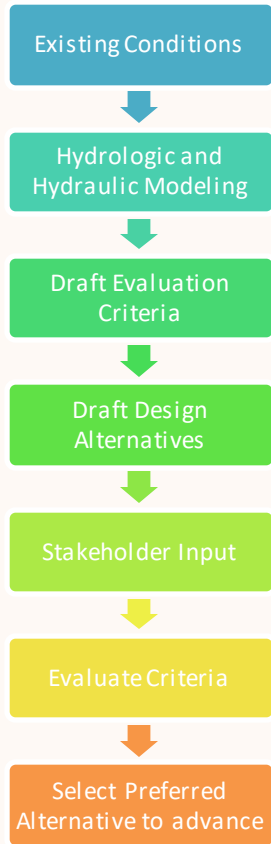 Existing Conditions
Hydrologic and
Hydraulic Modeling
Draft Evaluation
Criteria
Draft Design
Alternatives
Stakeholder Input
Evaluate Criteria
Select Preferred
Alternative to advance